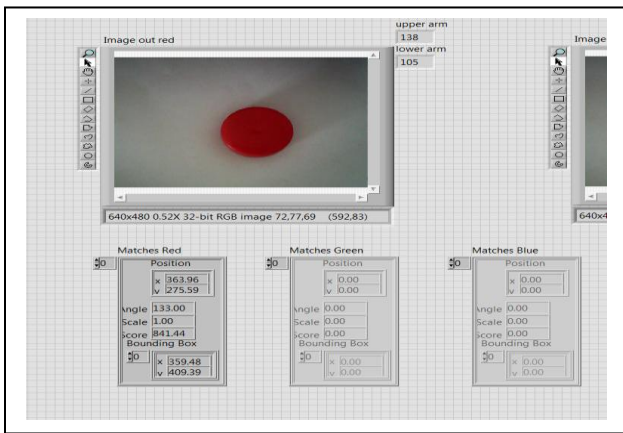 upper arm
138
Image out red
lower arm
105
Image
640x480 0.52X 32-bit RGB image 72,77,69 (592,83)
640x4
Matches Red
0
Position
x 363.96
y 275.59
Angle 133.00
Scale 1.00
Score 841.44
Bounding Box
0
x 359.48
y 409.39
Matches Green
0
Position
x 0.00
y 0.00
Angle 0.00
Scale 0.00
Score 0.00
Bounding Box
0
x 0.00
y 0.00
Matches Blue
0
Position
x 0.00
y 0.00
Angle 0.00
Scale 0.00
Score 0.00
Bounding Box
0
x 0.00
y 0.00